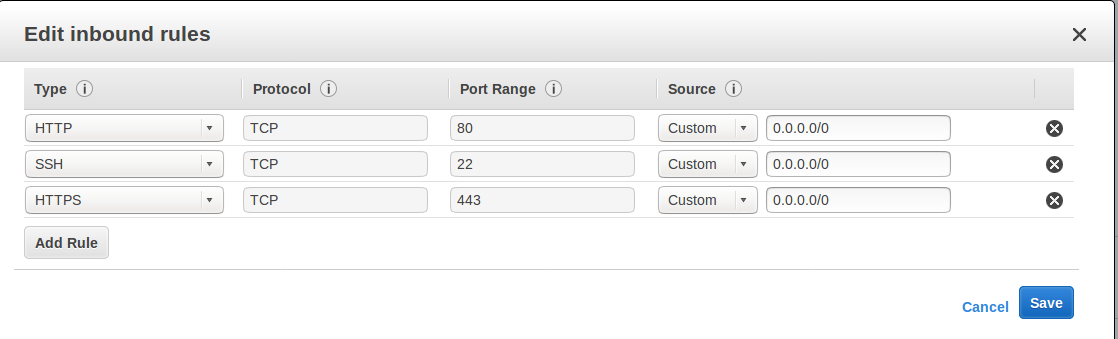 Edit inbound rules
Type Protocol Port Range Source
HTTP TCP 80 Custom 0.0.0.0/0
SSH TCP 22 Custom 0.0.0.0/0
HTTPS TCP 443 Custom 0.0.0.0/0
Add Rule
Cancel Save